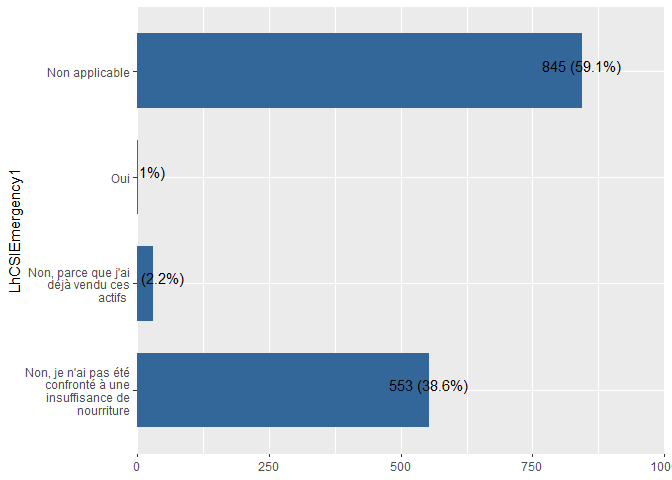 Non applicable
845 (59.1%)
Oui
1%)
Non, parce que j'ai
déjà vendu ces
actifs
(2.2%)
Non, je n'ai pas été
confronté à une
insuffisance de
nourriture
553 (38.6%)
LhCSIEmergency1
0
250
500
750
100